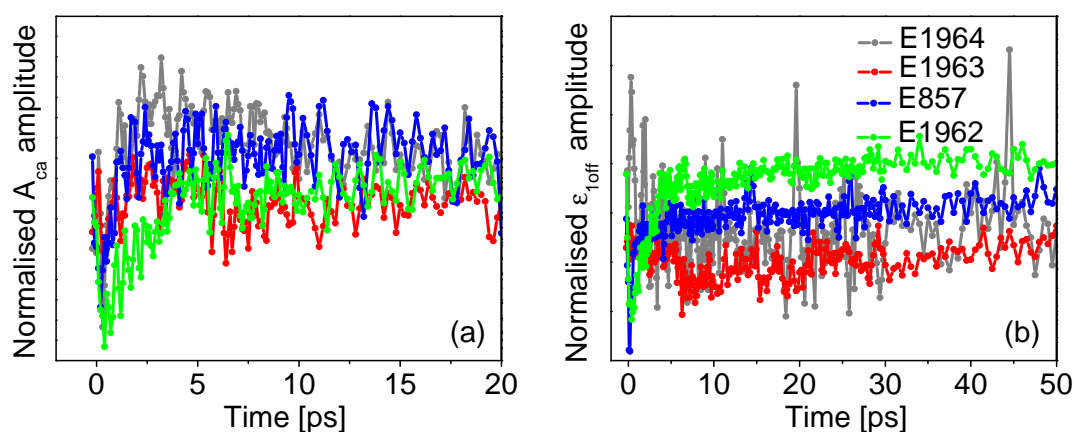 Normalised A_ca amplitude
(a)
0 5 10 15 20
Time [ps]
Normalised ε_1off amplitude
E1964
E1963
E857
E1962
(b)
0 10 20 30 40 50
Time [ps]